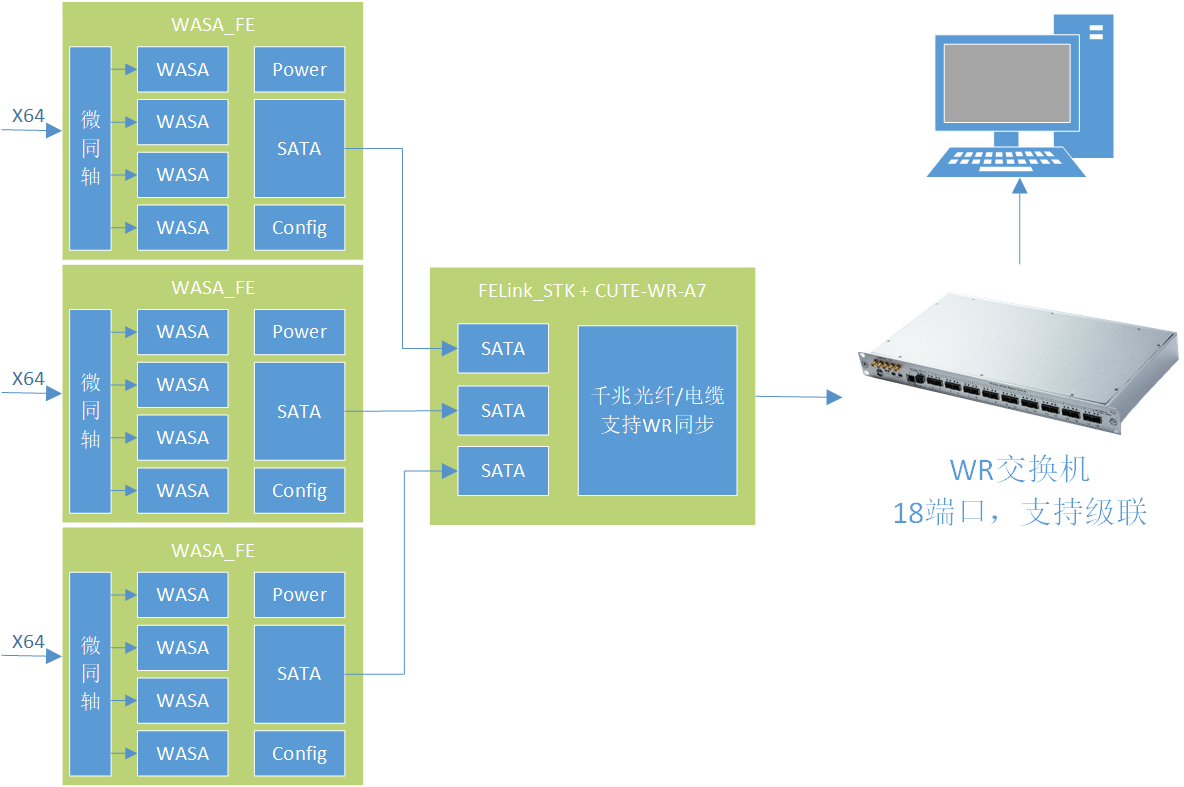 WASA_FE
X64
微同轴
WASA
WASA
WASA
WASA
Power
SATA
Config
WASA_FE
X64
微同轴
WASA
WASA
WASA
WASA
Power
SATA
Config
WASA_FE
X64
微同轴
WASA
WASA
WASA
WASA
Power
SATA
Config
FELink_STK + CUTE-WR-A7
SATA
SATA
SATA
千兆光纤/电缆
支持WR同步
WR交换机
18端口，支持级联